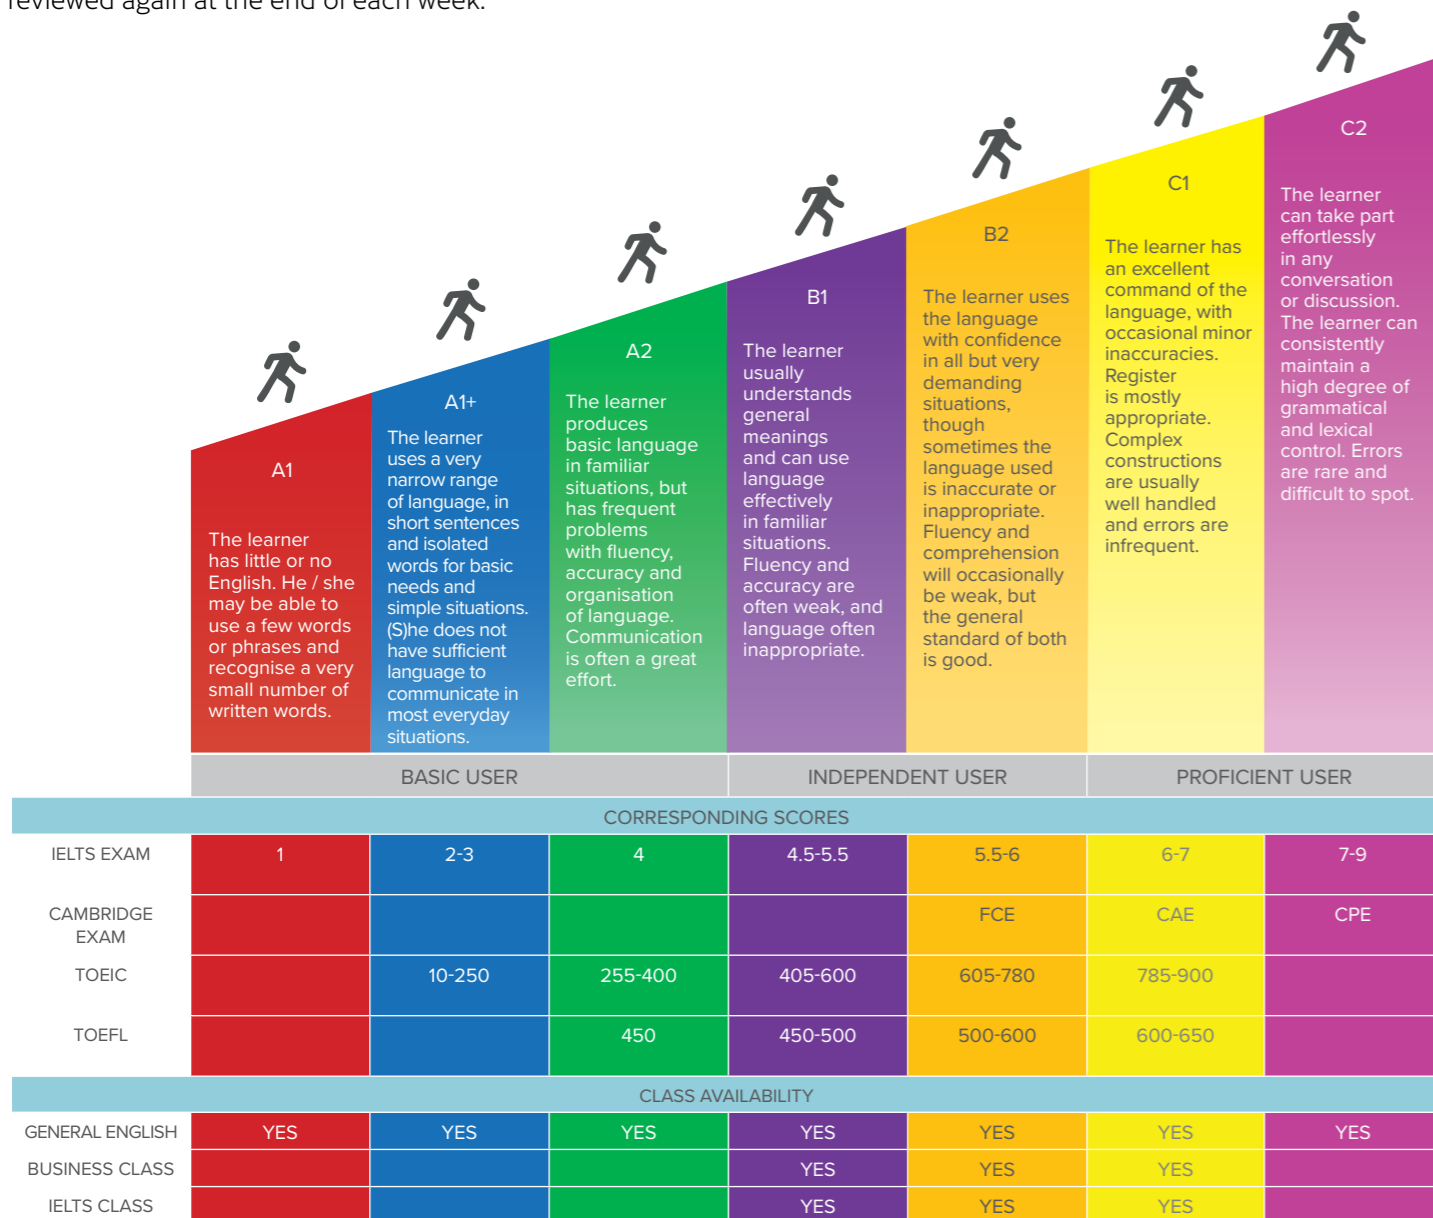 reviewed again at the end of each week.
A1
The learner
has little or no
English. He / she
may be able to
use a few words
or phrases and
recognise a very
small number of
written words.
A1+
The learner
uses a very
narrow range
of language, in
short sentences
and isolated
words for basic
needs and
simple situations.
(S)he does not
have sufficient
language to
communicate in
most everyday
situations.
A2
The learner
produces
basic language
in familiar
situations, but
has frequent
problems
with fluency,
accuracy and
organisation
of language.
Communication
is often a great
effort.
B1
The learner
usually
understands
general
meanings
and can use
language
effectively
in familiar
situations.
Fluency and
accuracy are
often weak, and
language often
inappropriate.
B2
The learner uses
the language
with confidence
in all but very
demanding
situations,
though
sometimes the
language used
is inaccurate or
inappropriate.
Fluency and
comprehension
will occasionally
be weak, but
the general
standard of both
is good.
C1
The learner has
an excellent
command of the
language, with
occasional minor
inaccuracies.
Register
is mostly
appropriate.
Complex
constructions
are usually
well handled
and errors are
infrequent.
C2
The learner
can take part
effortlessly
in any
conversation
or discussion.
The learner can
consistently
maintain a
high degree of
grammatical
and lexical
control. Errors
are rare and
difficult to spot.
BASIC USER INDEPENDENT USER PROFICIENT USER
CORRESPONDING SCORES
IELTS EXAM 1 2-3 4 4.5-5.5 5.5-6 6-7 7-9
CAMBRIDGE
EXAM FCE CAE CPE
TOEIC 10-250 255-400 405-600 605-780 785-900
TOEFL 450 450-500 500-600 600-650
CLASS AVAILABILITY
GENERAL ENGLISH YES YES YES YES YES YES YES
BUSINESS CLASS YES YES YES
IELTS CLASS YES YES YES